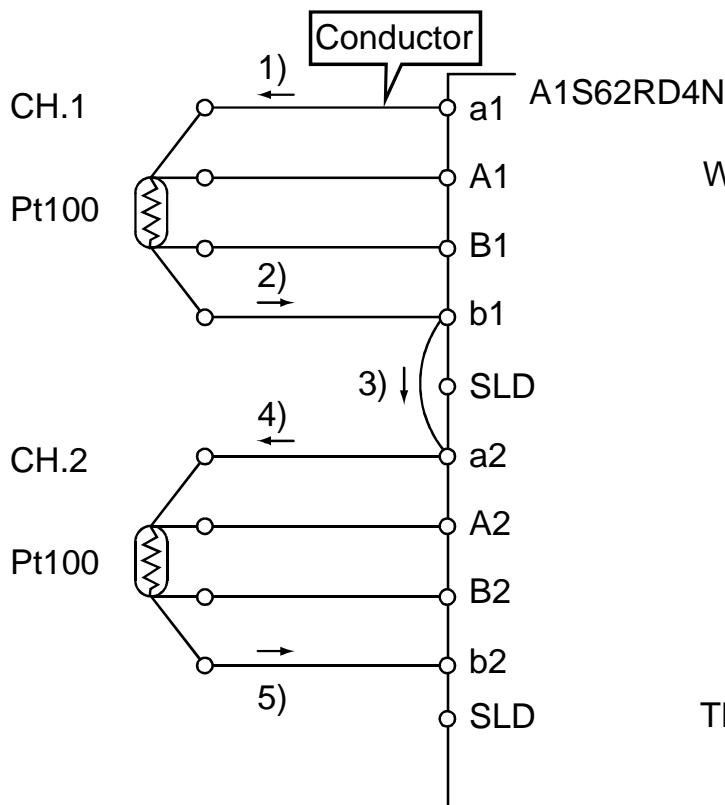 Conductor
1)
A1S62RD4N
CH.1
a1
A1
W
Pt100
B1
2)
b1
3)
SLD
4)
CH.2
a2
A2
Pt100
B2
b2
5)
SLD